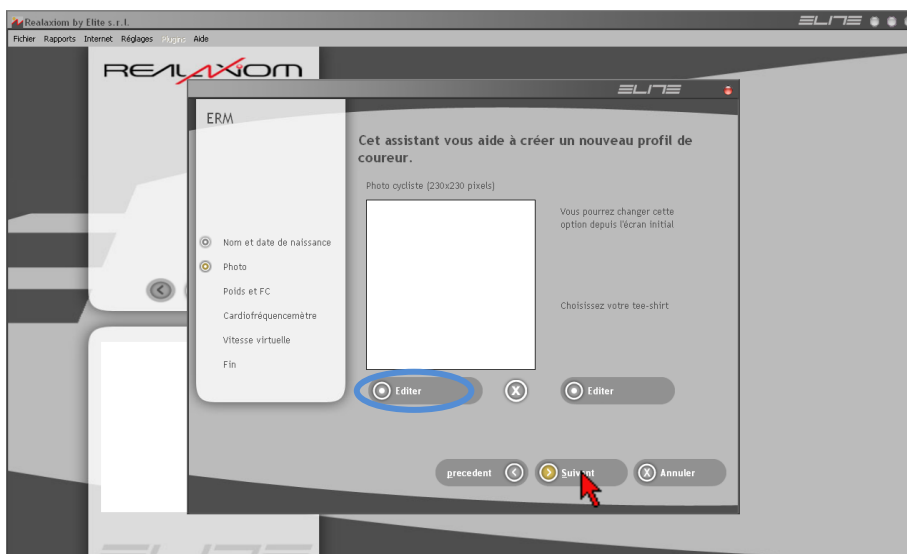 Realaxiom by Elite s.r.l.
ELITE
Fichier Rapports Internet Réglages Plugins Aide
REALAXIOM
ELITE
ERM
Cet assistant vous aide à créer un nouveau profil de
coureur.
Photo cycliste (230x230 pixels)
Vous pourrez changer cette
option depuis l'écran initial
Nom et date de naissance
Photo
Poids et FC
Cardiofréquencemètre
Vitesse virtuelle
Fin
Choisissez votre tee-shirt
Editer
X
Editer
precedent
Suivant
X Annuler